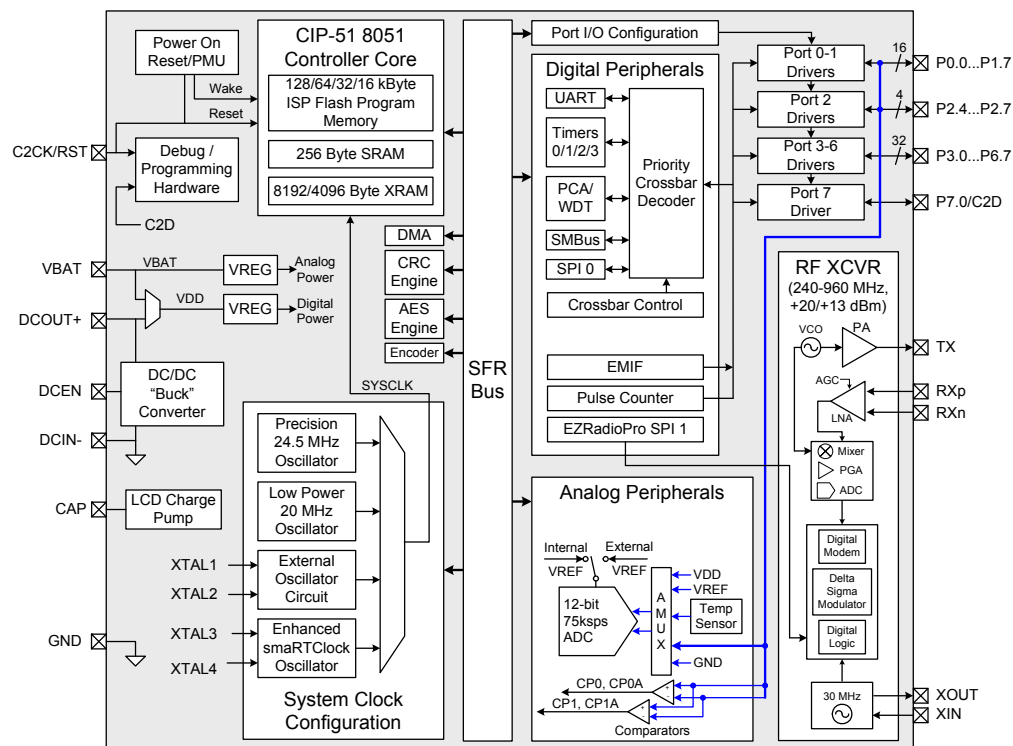 Power On
Reset/PMU
Wake
Reset
C2CK/RST
Debug /
Programming
Hardware
C2D
CIP-51 8051
Controller Core
128/64/32/16 kByte
ISP Flash Program
Memory
256 Byte SRAM
8192/4096 Byte XRAM
VBAT
VBAT
VREG
Analog
Power
VDD
VREG
Digital
Power
DCOUT+
DCEN
DC/DC
“Buck”
Converter
DCIN-
CAP
LCD Charge
Pump
XTAL1
XTAL2
XTAL3
XTAL4
GND
DMA
CRC
Engine
AES
Engine
Encoder
SYSCLK
Precision
24.5 MHz
Oscillator
Low Power
20 MHz
Oscillator
External
Oscillator
Circuit
Enhanced
smaRTClock
Oscillator
System Clock
Configuration
SFR
Bus
Port I/O Configuration
Digital Peripherals
UART
Timers
0/1/2/3
PCA/
WDT
SMBus
SPI 0
Priority
Crossbar
Decoder
Crossbar Control
EMIF
Pulse Counter
EZRadioPro SPI 1
Port 0-1
Drivers
Port 2
Drivers
Port 3-6
Drivers
Port 7
Driver
16
P0.0...P1.7
4
P2.4...P2.7
32
P3.0...P6.7
P7.0/C2D
Analog Peripherals
Internal
VREF
External
VREF
12-bit
75ksps
ADC
A
M
U
X
VDD
VREF
Temp
Sensor
GND
CP0, CP0A
+
-
CP1, CP1A
+
-
Comparators
RF XCVR
(240-960 MHz,
+20/+13 dBm)
VCO
PA
TX
AGC
LNA
RXp
RXn
Mixer
PGA
ADC
Digital
Modem
Delta
Sigma
Modulator
Digital
Logic
30 MHz
XOUT
XIN